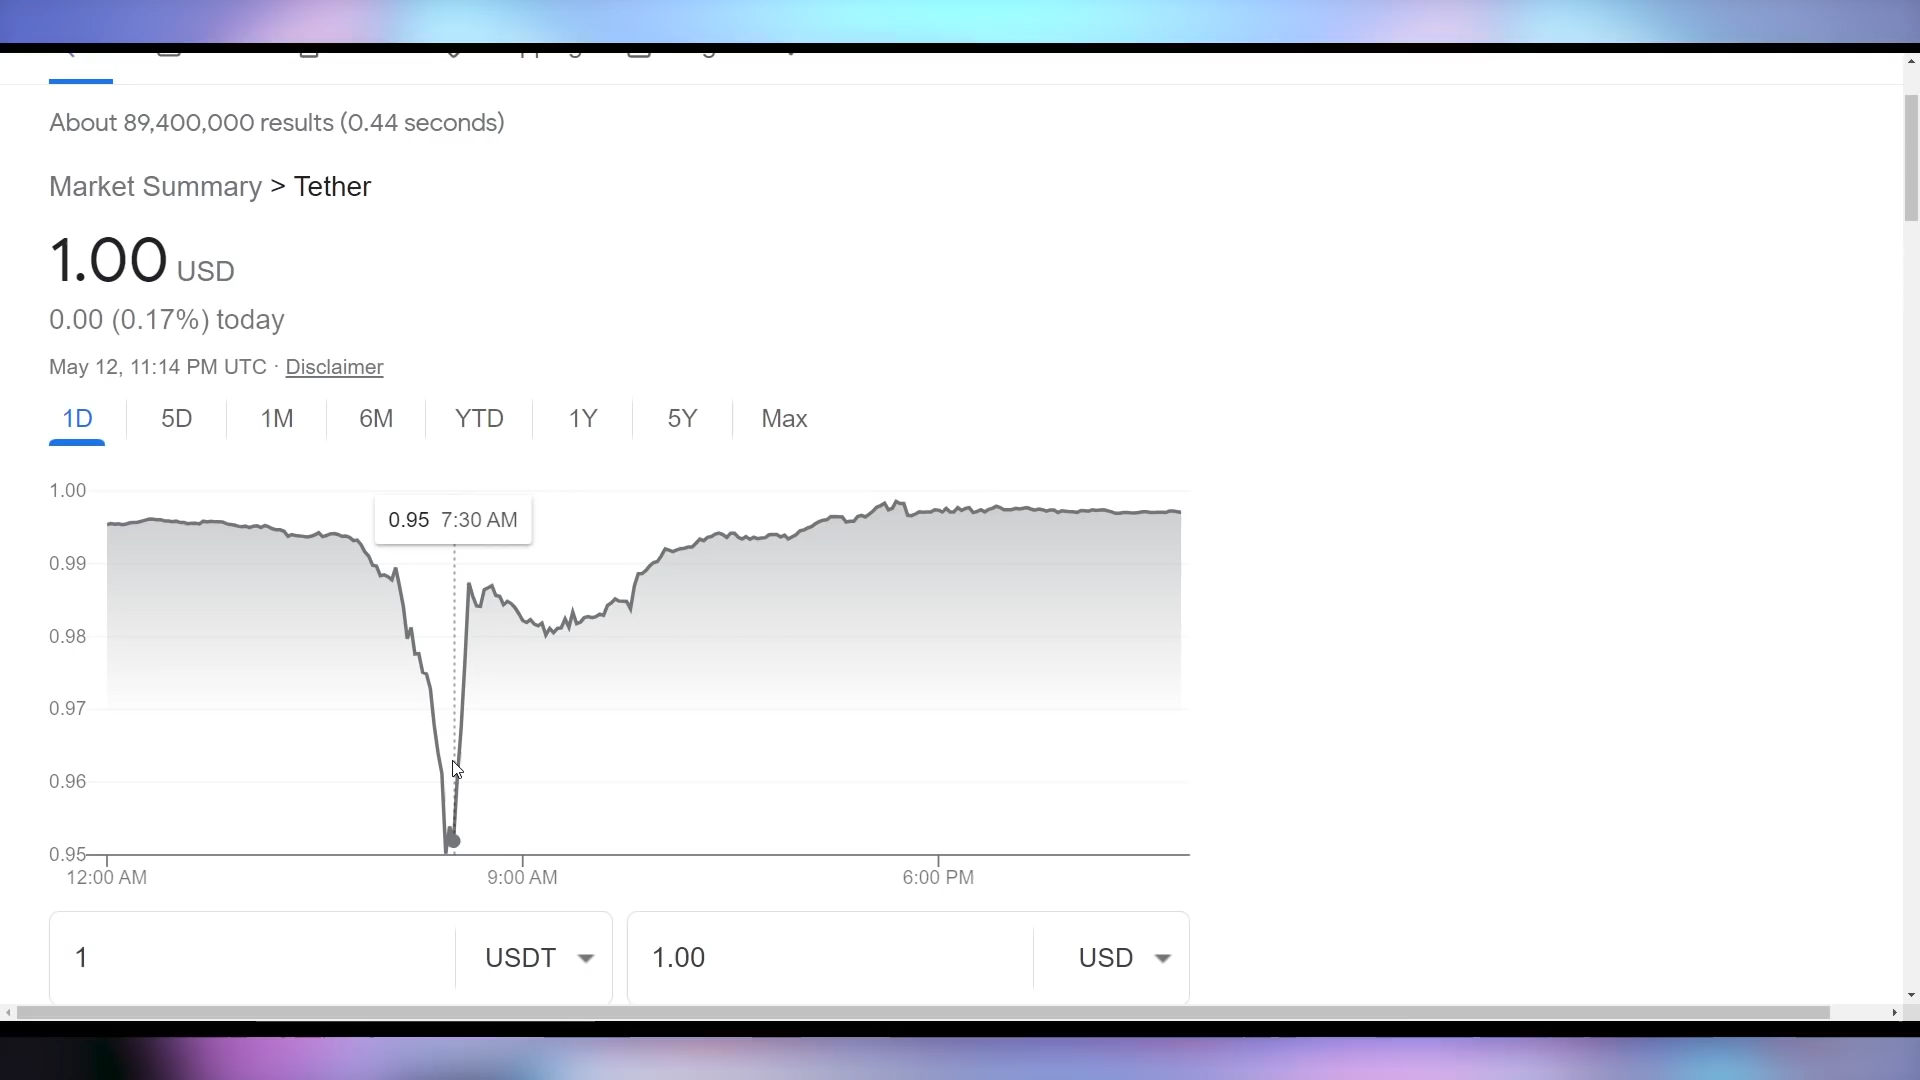 About 89,400,000 results (0.44 seconds)
Market Summary > Tether
1.00 USD
0.00 (0.17%) today
May 12, 11:14 PM UTC · Disclaimer
1D 5D 1M 6M YTD 1Y 5Y Max
1.00
0.95 7:30 AM
0.99
0.98
0.97
0.96
0.95
12:00 AM 9:00 AM 6:00 PM
1 USDT 1.00 USD